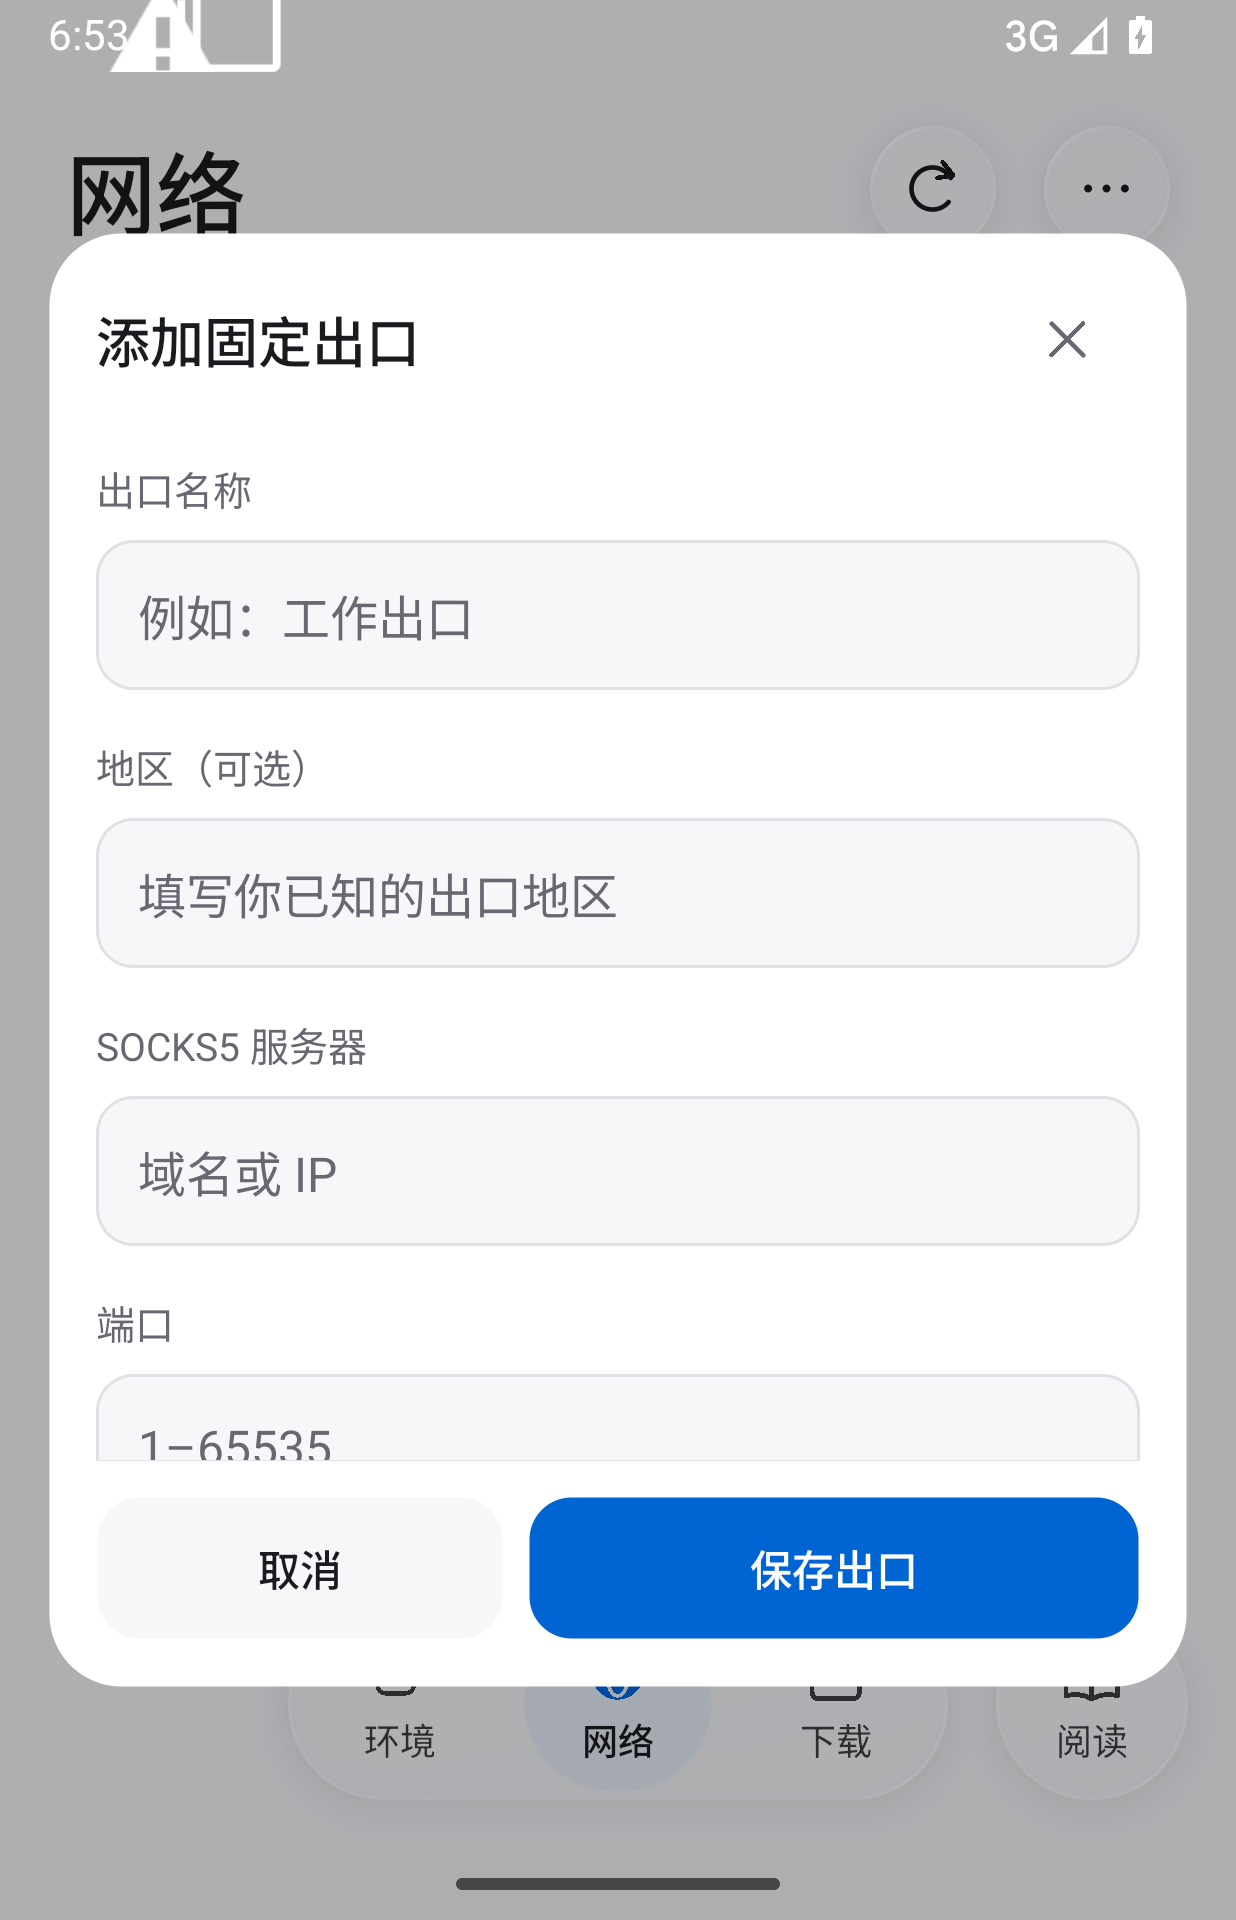 6:53
3G
网络
添加固定出口
出口名称
例如：工作出口
地区（可选）
填写你已知的出口地区
SOCKS5 服务器
域名或 IP
端口
1–65535
取消
保存出口
环境
网络
下载
阅读